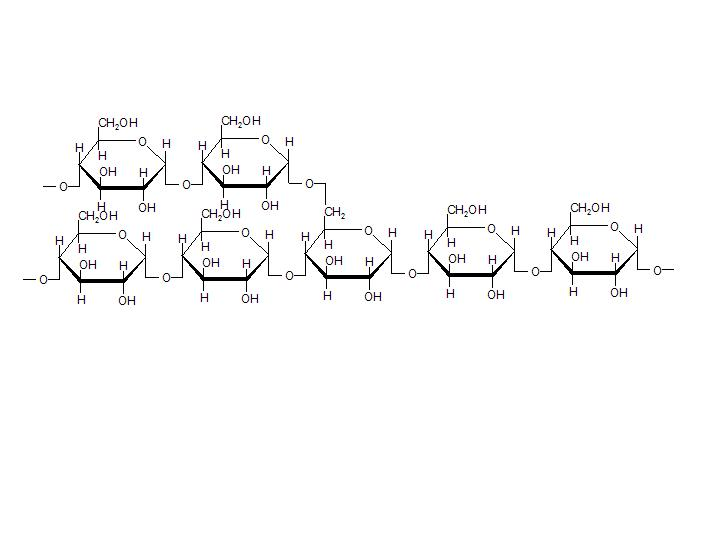 CH2OH CH2OH
H O H H O H
H H
OH H OH H
O O O
H OH H OH CH2
CH2OH CH2OH CH2OH CH2OH
H O H H O H H O H H O H H O H
H H H H H
OH H OH H OH H OH H OH H
O O O O O O
H OH H OH H OH H OH H OH